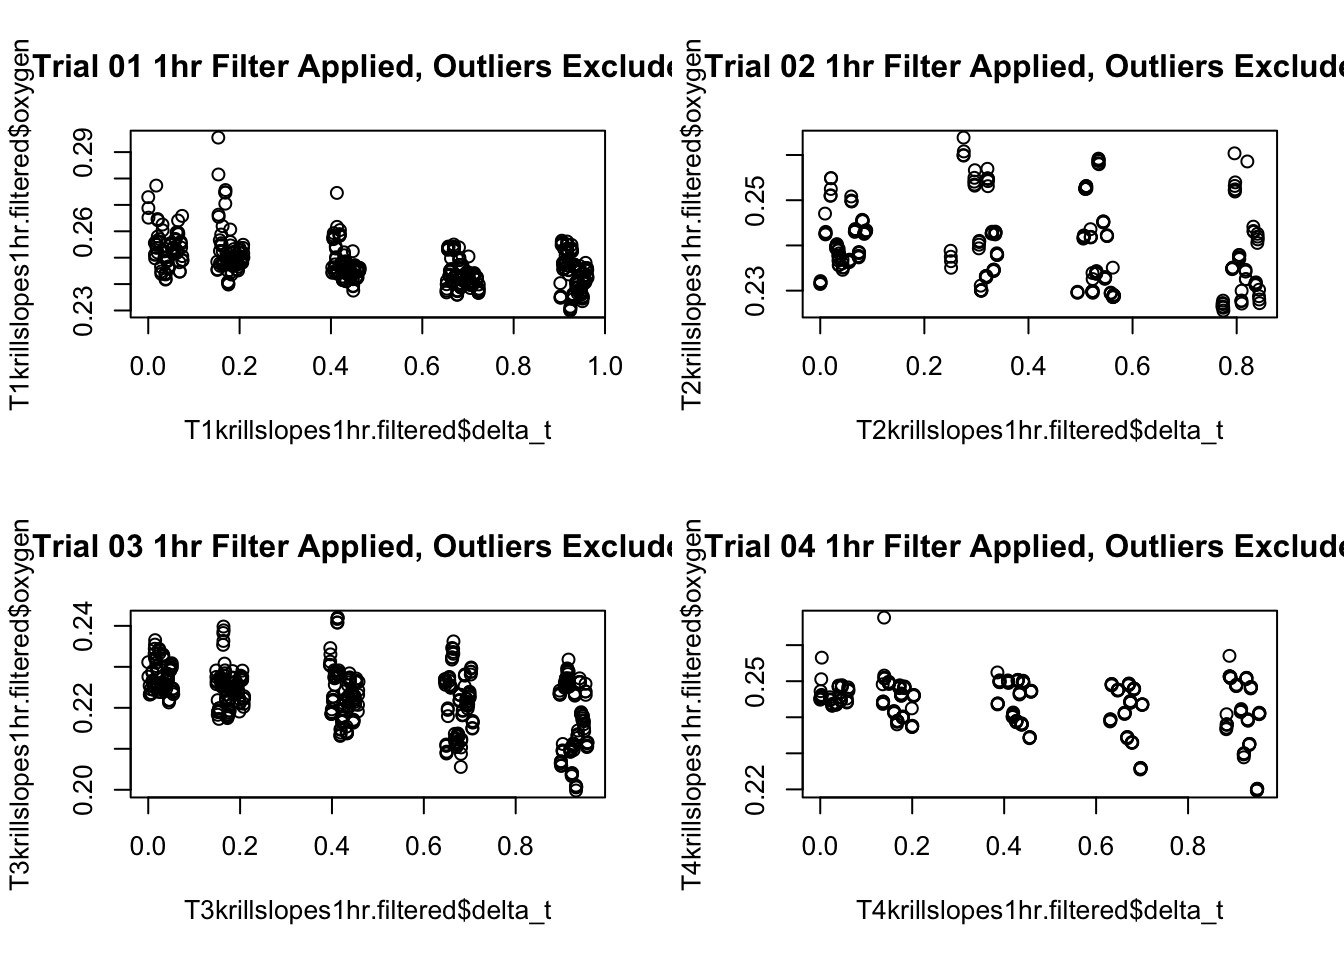 Trial 01 1hr Filter Applied, Outliers Exclude
T1krillslopes1hr.filtered$oxygen
0.29
0.26
0.23
0.0 0.2 0.4 0.6 0.8 1.0
T1krillslopes1hr.filtered$delta_t
Trial 02 1hr Filter Applied, Outliers Exclude
T2krillslopes1hr.filtered$oxygen
0.25
0.23
0.0 0.2 0.4 0.6 0.8
T2krillslopes1hr.filtered$delta_t
Trial 03 1hr Filter Applied, Outliers Exclude
T3krillslopes1hr.filtered$oxygen
0.24
0.22
0.20
0.0 0.2 0.4 0.6 0.8
T3krillslopes1hr.filtered$delta_t
Trial 04 1hr Filter Applied, Outliers Exclude
T4krillslopes1hr.filtered$oxygen
0.25
0.22
0.0 0.2 0.4 0.6 0.8
T4krillslopes1hr.filtered$delta_t